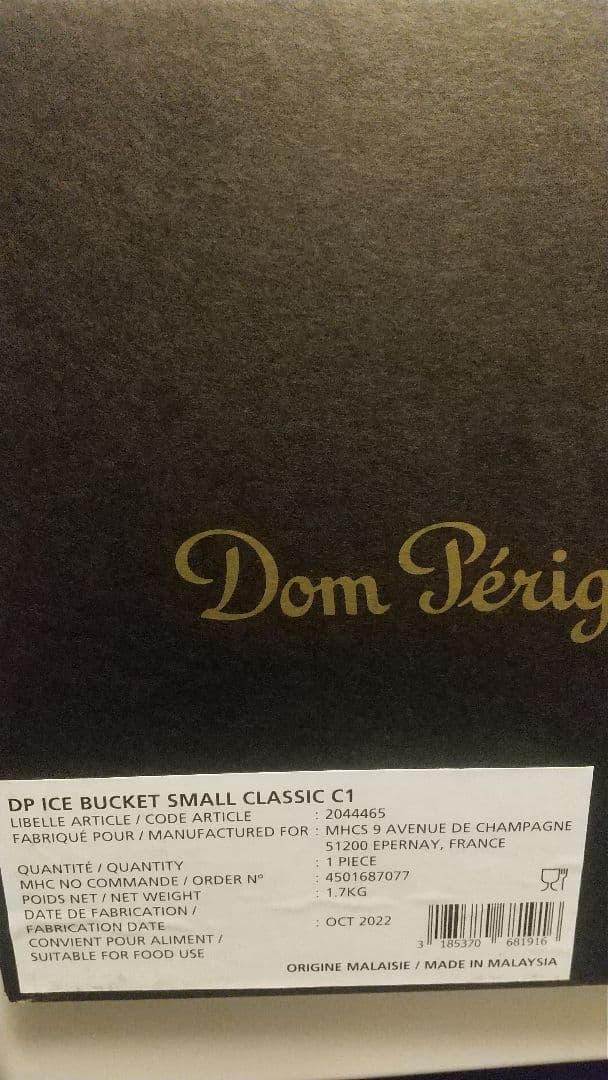 Dom Périg
DP ICE BUCKET SMALL CLASSIC C1
LIBELLE ARTICLE / CODE ARTICLE : 2044465
FABRIQUÉ POUR / MANUFACTURED FOR : MHCS 9 AVENUE DE CHAMPAGNE
51200 EPERNAY, FRANCE
QUANTITÉ / QUANTITY : 1 PIECE
MHC NO COMMANDE / ORDER N° : 4501687077
POIDS NET / NET WEIGHT : 1.7KG
DATE DE FABRICATION /
FABRICATION DATE : OCT 2022
CONVIENT POUR ALIMENT /
SUITABLE FOR FOOD USE
3 185370 681916
ORIGINE MALAISIE / MADE IN MALAYSIA